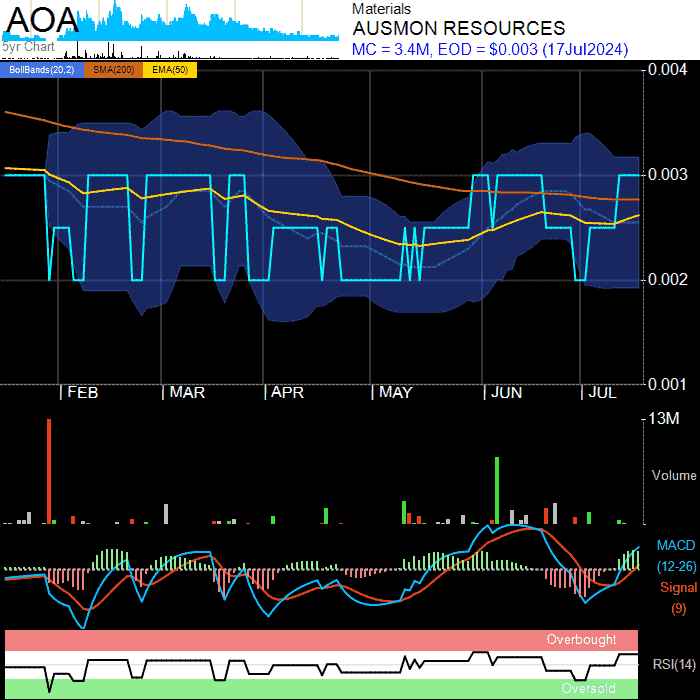 AOA
5yr Chart
Materials
AUSMON RESOURCES
MC = 3.4M, EOD = $0.003 (17Jul2024)
BollBands(20,2) SMA(200) EMA(50)
0.004
0.003
0.002
0.001
FEB MAR APR MAY JUN JUL
13M
Volume
MACD
(12-26)
Signal
(9)
Overbought
RSI(14)
Oversold